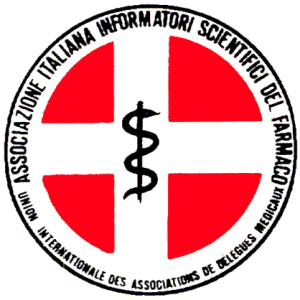 ASSOCIAZIONE ITALIANA INFORMATORI SCIENTIFICI DEL FARMACO
UNION INTERNATIONALE DES ASSOCIATIONS DE DELEGUES MEDICAUX